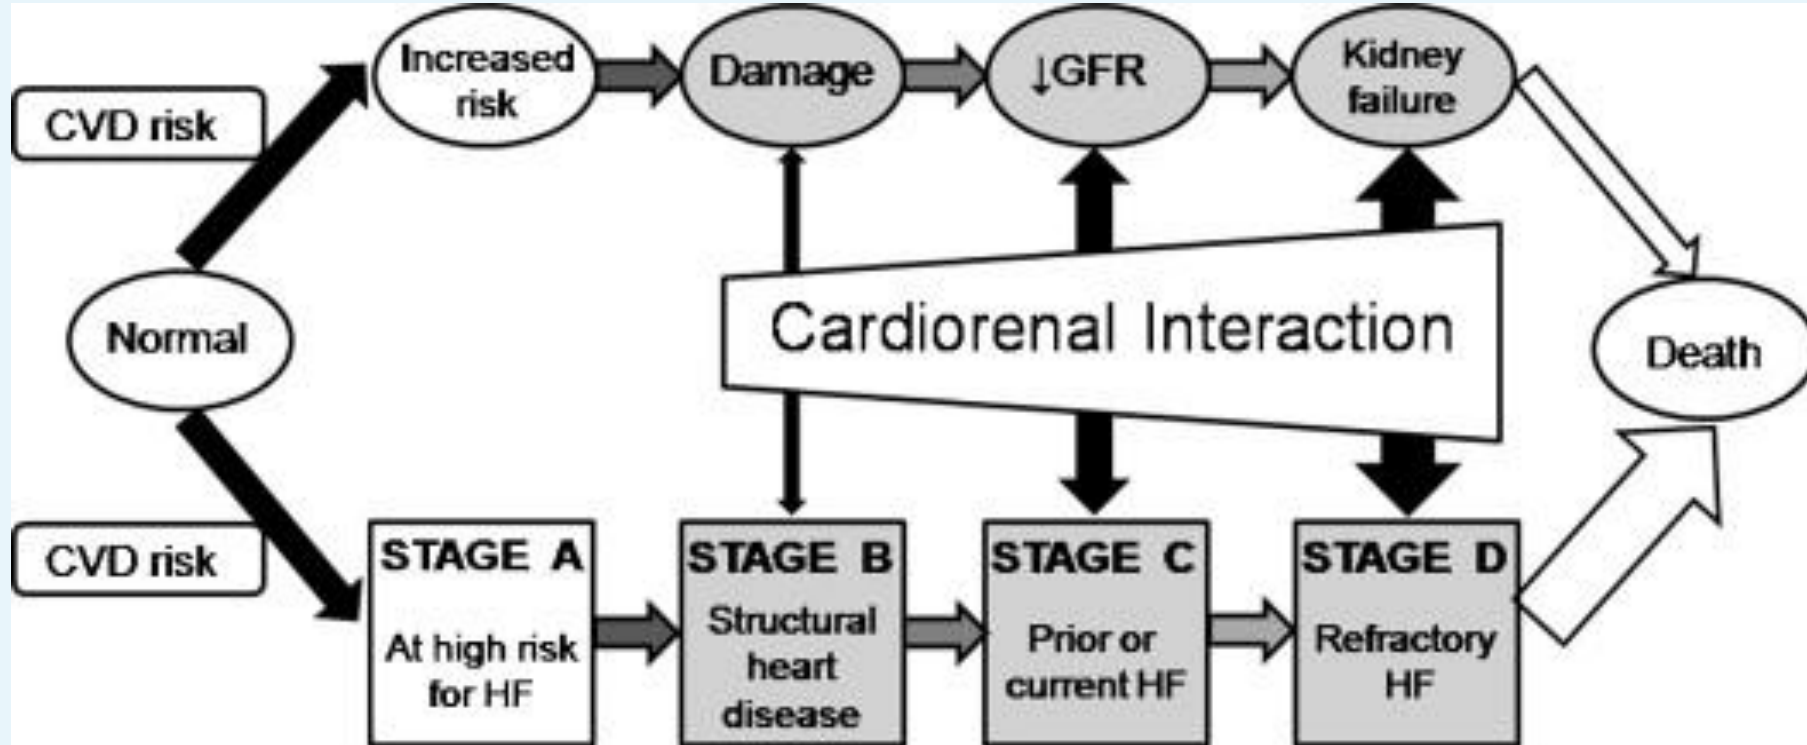 Increased
risk
Damage
↓GFR
Kidney
failure
CVD risk
Normal
Cardiorenal Interaction
Death
CVD risk
STAGE A
At high risk
for HF
STAGE B
Structural
heart
disease
STAGE C
Prior or
current HF
STAGE D
Refractory
HF